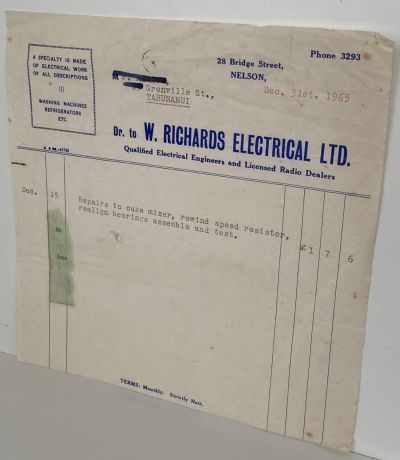 A SPECIALTY IS MADE
OF ELECTRICAL WORK
OF ALL DESCRIPTIONS
WASHING MACHINES
REFRIGERATORS
ETC.
Phone 3293
28 Bridge Street,
NELSON,
Dec. 31st. 1965
M
Grenville St.,
TAHUNANUI
Dr. to W. RICHARDS ELECTRICAL LTD.
Qualified Electrical Engineers and Licensed Radio Dealers
Dec. 15 Repairs to cake mixer, rewind speed resistor,
realign bearings assemble and test. £1 7 6
TERMS: Monthly. Strictly Nett.